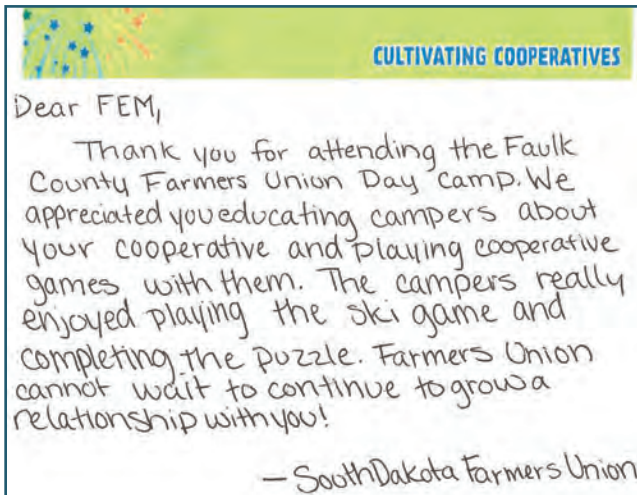 CULTIVATING COOPERATIVES
Dear FEM,
Thank you for attending the Faulk
County Farmers Union Day Camp. We
appreciated you educating campers about
your cooperative and playing cooperative
games with them. The campers really
enjoyed playing the ski game and
completing the puzzle. Farmers Union
cannot wait to continue to grow a
relationship with you!
— South Dakota Farmers Union